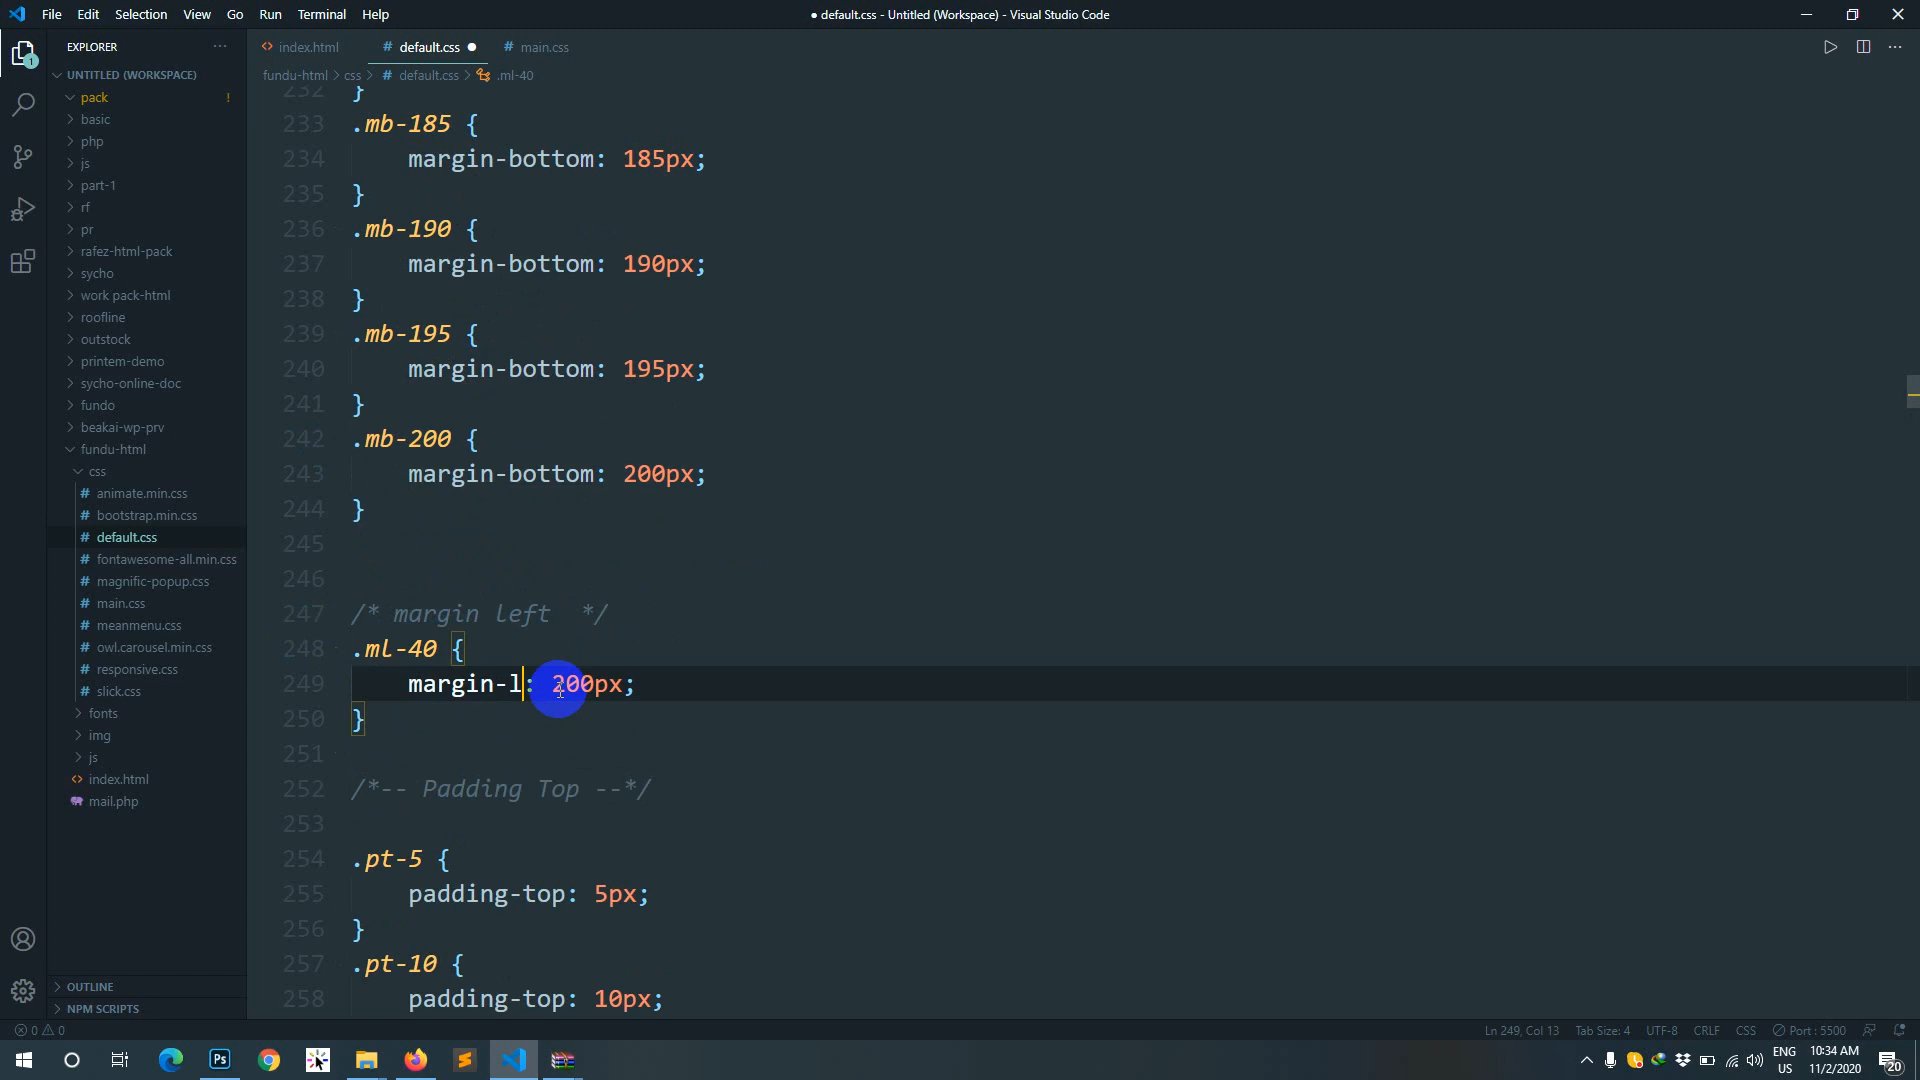 File Edit Selection View Go Run Terminal Help
● default.css - Untitled (Workspace) - Visual Studio Code
EXPLORER
index.html
# default.css ●
# main.css
fundu-html > css > # default.css > .ml-40
1
UNTITLED (WORKSPACE)
pack !
basic
php
js
part-1
rf
pr
rafez-html-pack
sycho
work pack-html
roofline
outstock
printem-demo
sycho-online-doc
fundo
beakai-wp-prv
fundu-html
css
# animate.min.css
# bootstrap.min.css
# default.css
# fontawesome-all.min.css
# magnific-popup.css
# main.css
# meanmenu.css
# owl.carousel.min.css
# responsive.css
# slick.css
fonts
img
js
index.html
mail.php
OUTLINE
NPM SCRIPTS
232 }
233 .mb-185 {
234 margin-bottom: 185px;
235 }
236 .mb-190 {
237 margin-bottom: 190px;
238 }
239 .mb-195 {
240 margin-bottom: 195px;
241 }
242 .mb-200 {
243 margin-bottom: 200px;
244 }
245
246
247 /* margin left  */
248 .ml-40 {
249 margin-l: 200px;
250 }
251
252 /*-- Padding Top --*/
253
254 .pt-5 {
255 padding-top: 5px;
256 }
257 .pt-10 {
258 padding-top: 10px;
0 0
Ln 249, Col 13 Tab Size: 4 UTF-8 CRLF CSS Port : 5500
Ps
ENG
US
10:34 AM
11/2/2020
20